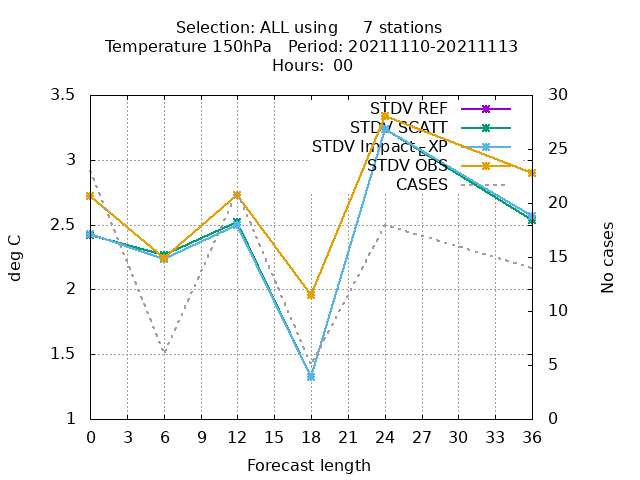 Selection: ALL using     7 stations
Temperature 150hPa   Period: 20211110-20211113
Hours:  00
3.5
3
2.5
2
1.5
1
deg C
30
25
20
15
10
5
0
No cases
STDV REF
STDV SCATT
STDV Impact_XP
STDV OBS
CASES
0 3 6 9 12 15 18 21 24 27 30 33 36
Forecast length